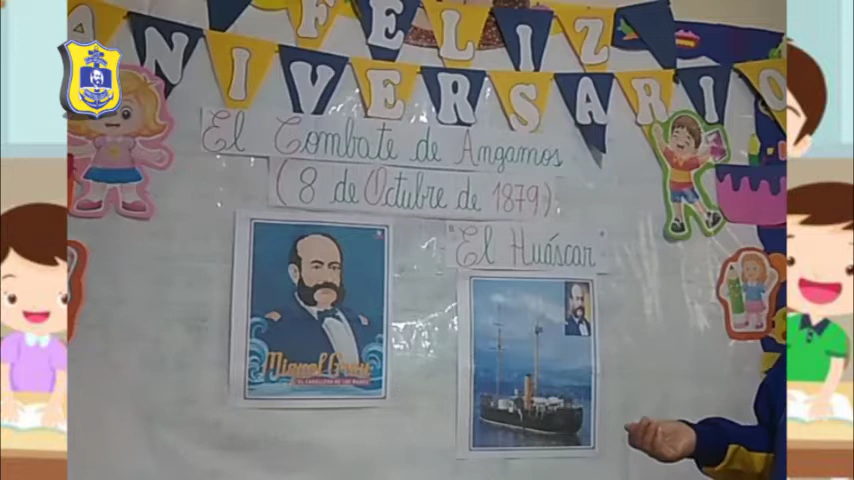 FELIZ
ANIVERSARIO
El Combate de Angamos
(8 de Octubre de 1879)
"El Huáscar"
Miguel Grau
EL CABALLERO DE LOS MARES